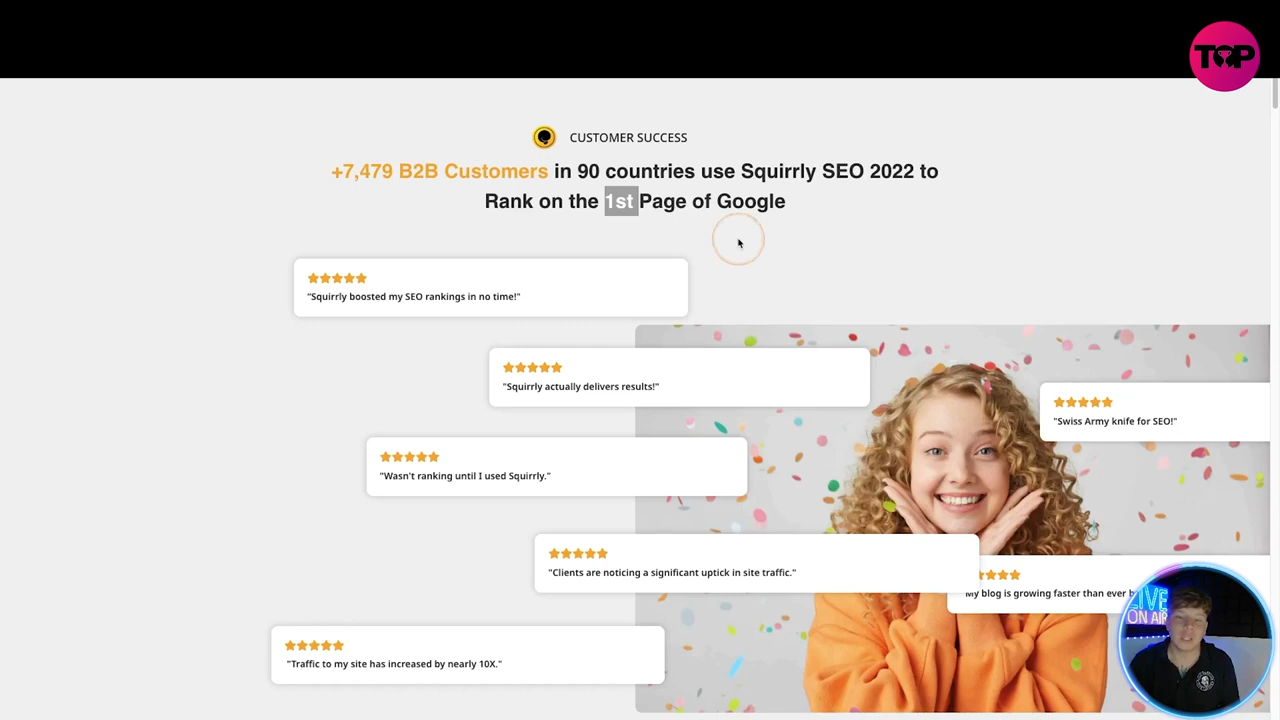 TOP
CUSTOMER SUCCESS
+7,479 B2B Customers in 90 countries use Squirrly SEO 2022 to
Rank on the 1st Page of Google
"Squirrly boosted my SEO rankings in no time!"
"Squirrly actually delivers results!"
"Swiss Army knife for SEO!"
"Wasn't ranking until I used Squirrly."
"Clients are noticing a significant uptick in site traffic."
My blog is growing faster than ever
LIVE
ON AIR
"Traffic to my site has increased by nearly 10X."